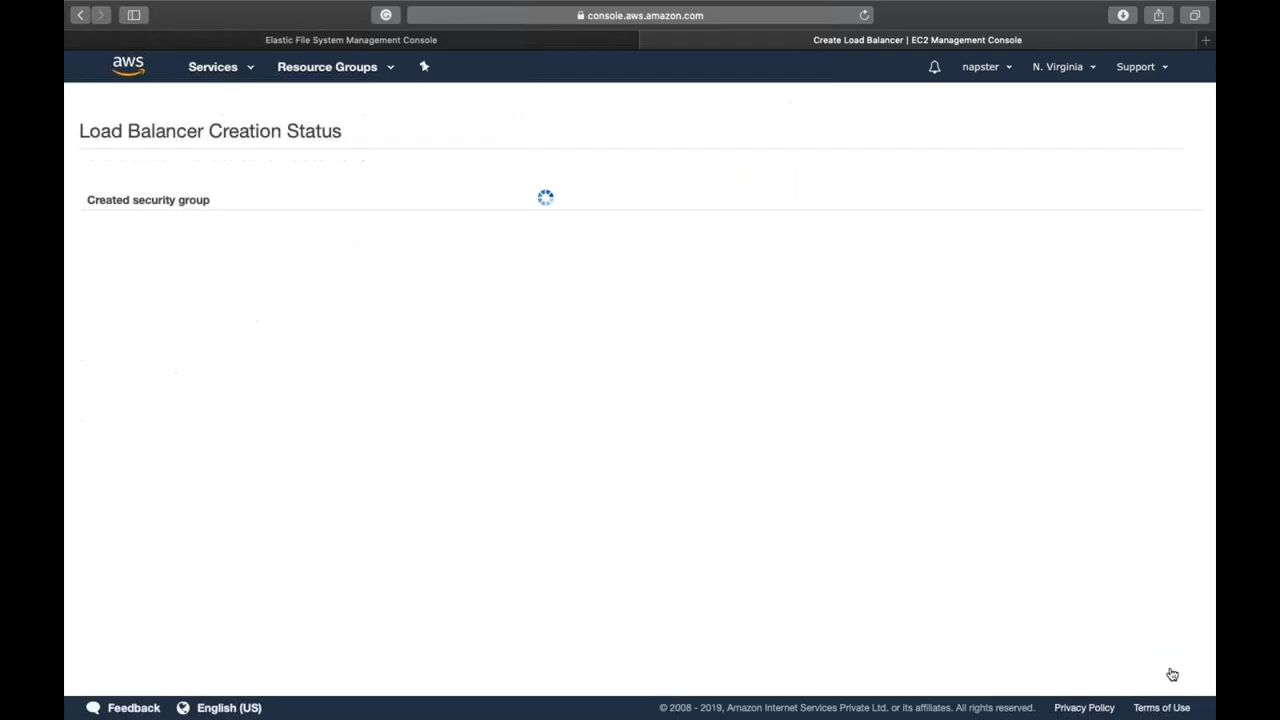 console.aws.amazon.com
Elastic File System Management Console
Create Load Balancer | EC2 Management Console
aws
Services
Resource Groups
napster
N. Virginia
Support
Load Balancer Creation Status
Created security group
Feedback
English (US)
© 2008 - 2019, Amazon Internet Services Private Ltd. or its affiliates. All rights reserved.
Privacy Policy
Terms of Use